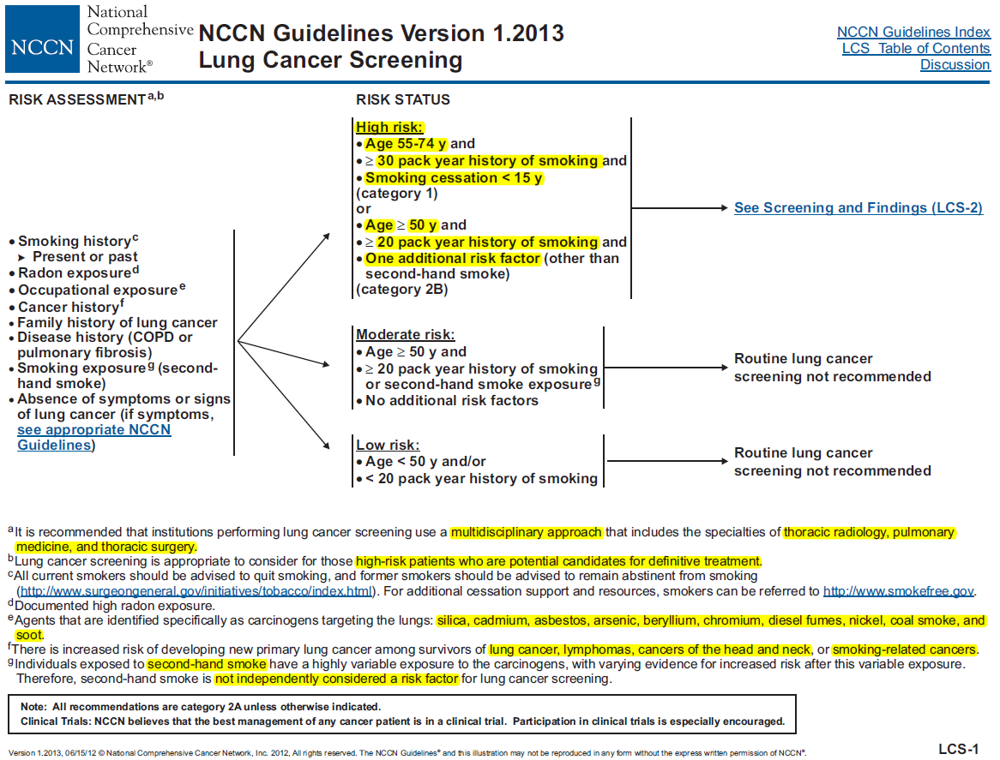 National
Comprehensive
NCCN Cancer
Network®
NCCN Guidelines Version 1.2013
Lung Cancer Screening
NCCN Guidelines Index
LCS Table of Contents
Discussion
RISK ASSESSMENTa,b
• Smoking historyc
➤ Present or past
• Radon exposured
• Occupational exposuree
• Cancer historyf
• Family history of lung cancer
• Disease history (COPD or
pulmonary fibrosis)
• Smoking exposureg (second-
hand smoke)
• Absence of symptoms or signs
of lung cancer (if symptoms,
see appropriate NCCN
Guidelines)
RISK STATUS
High risk:
• Age 55-74 y and
• ≥ 30 pack year history of smoking and
• Smoking cessation < 15 y
(category 1)
or
• Age ≥ 50 y and
• ≥ 20 pack year history of smoking and
• One additional risk factor (other than
second-hand smoke)
(category 2B)
See Screening and Findings (LCS-2)
Moderate risk:
• Age ≥ 50 y and
• ≥ 20 pack year history of smoking
or second-hand smoke exposureg
• No additional risk factors
Routine lung cancer
screening not recommended
Low risk:
• Age < 50 y and/or
• < 20 pack year history of smoking
Routine lung cancer
screening not recommended
aIt is recommended that institutions performing lung cancer screening use a multidisciplinary approach that includes the specialties of thoracic radiology, pulmonary
medicine, and thoracic surgery.
bLung cancer screening is appropriate to consider for those high-risk patients who are potential candidates for definitive treatment.
cAll current smokers should be advised to quit smoking, and former smokers should be advised to remain abstinent from smoking
(http://www.surgeongeneral.gov/initiatives/tobacco/index.html). For additional cessation support and resources, smokers can be referred to http://www.smokefree.gov.
dDocumented high radon exposure.
eAgents that are identified specifically as carcinogens targeting the lungs: silica, cadmium, asbestos, arsenic, beryllium, chromium, diesel fumes, nickel, coal smoke, and
soot.
fThere is increased risk of developing new primary lung cancer among survivors of lung cancer, lymphomas, cancers of the head and neck, or smoking-related cancers.
gIndividuals exposed to second-hand smoke have a highly variable exposure to the carcinogens, with varying evidence for increased risk after this variable exposure.
Therefore, second-hand smoke is not independently considered a risk factor for lung cancer screening.
Note: All recommendations are category 2A unless otherwise indicated.
Clinical Trials: NCCN believes that the best management of any cancer patient is in a clinical trial. Participation in clinical trials is especially encouraged.
Version 1.2013, 06/15/12 © National Comprehensive Cancer Network, Inc. 2012, All rights reserved. The NCCN Guidelines® and this illustration may not be reproduced in any form without the express written permission of NCCN®.
LCS-1